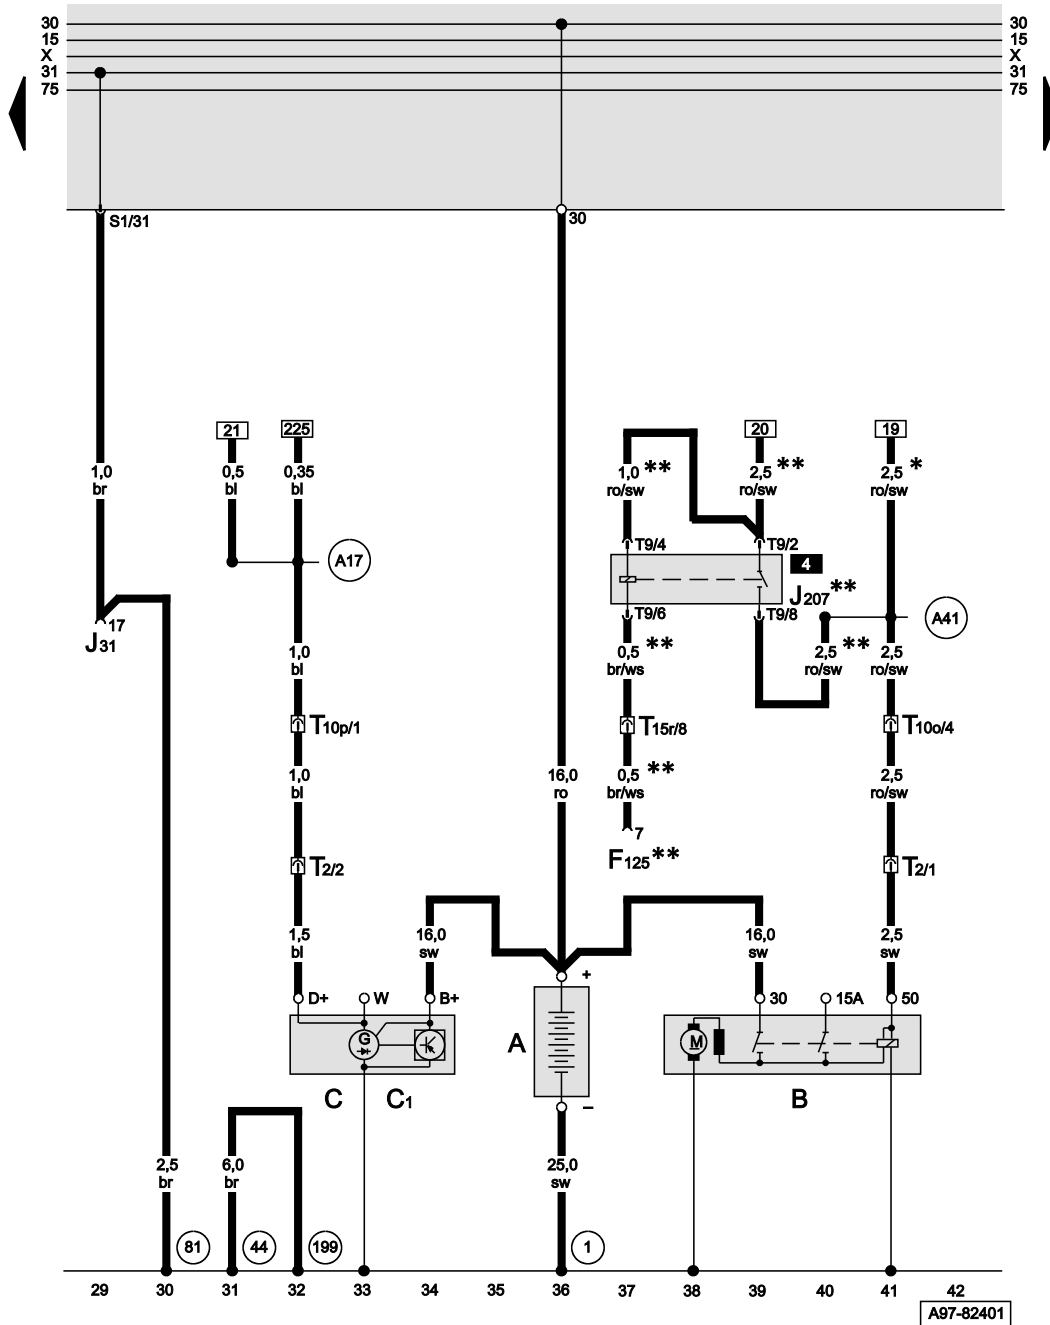 30 30
15 15
X X
31 31
75 75
S1/31 30
21 225 20 19
1,0 ** 2,5 ** 2,5 *
ro/sw ro/sw ro/sw
1,0 0,5 0,35
br bl bl
T9/4 T9/2
A17 4
J207 **
T9/6 T9/8
17
J31
A41
1,0 0,5 ** 2,5 ** 2,5
bl br/ws ro/sw ro/sw
T10p/1 T15r/8 T10o/4
1,0 16,0 0,5 ** 2,5
bl ro br/ws ro/sw
7
F125 **
T2/2 T2/1
1,5 16,0 16,0 2,5
bl sw sw sw
+
D+ W B+ 30 15A 50
G A M
C C1 B
−
2,5 6,0 25,0
br br sw
81 44 199 1
29 30 31 32 33 34 35 36 37 38 39 40 41 42
A97-82401